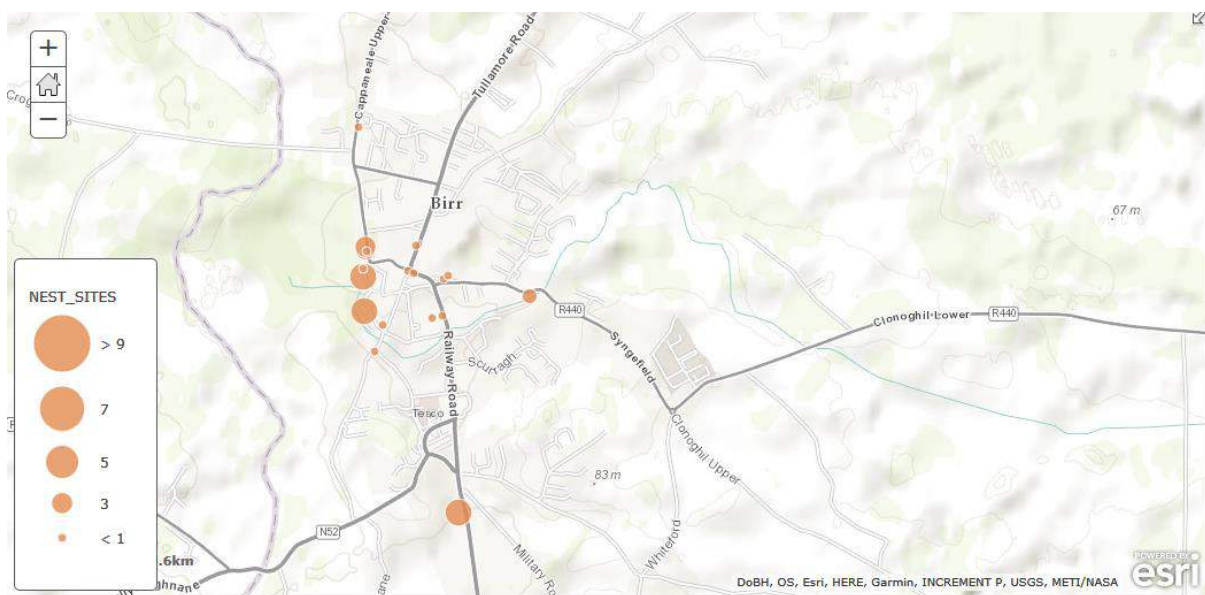 +
−
Cappaneale Upper
Tullamore Road
Birr
67 m
NEST_SITES
> 9
7
5
3
< 1
R440
Clonoghil Lower
R440
Syngefield
Railway Road
Scurragh
Tesco
Clonoghil Upper
83 m
N52
Military
Whiteford
.6km
DoBH, OS, Esri, HERE, Garmin, INCREMENT P, USGS, METI/NASA
POWERED BY
esri